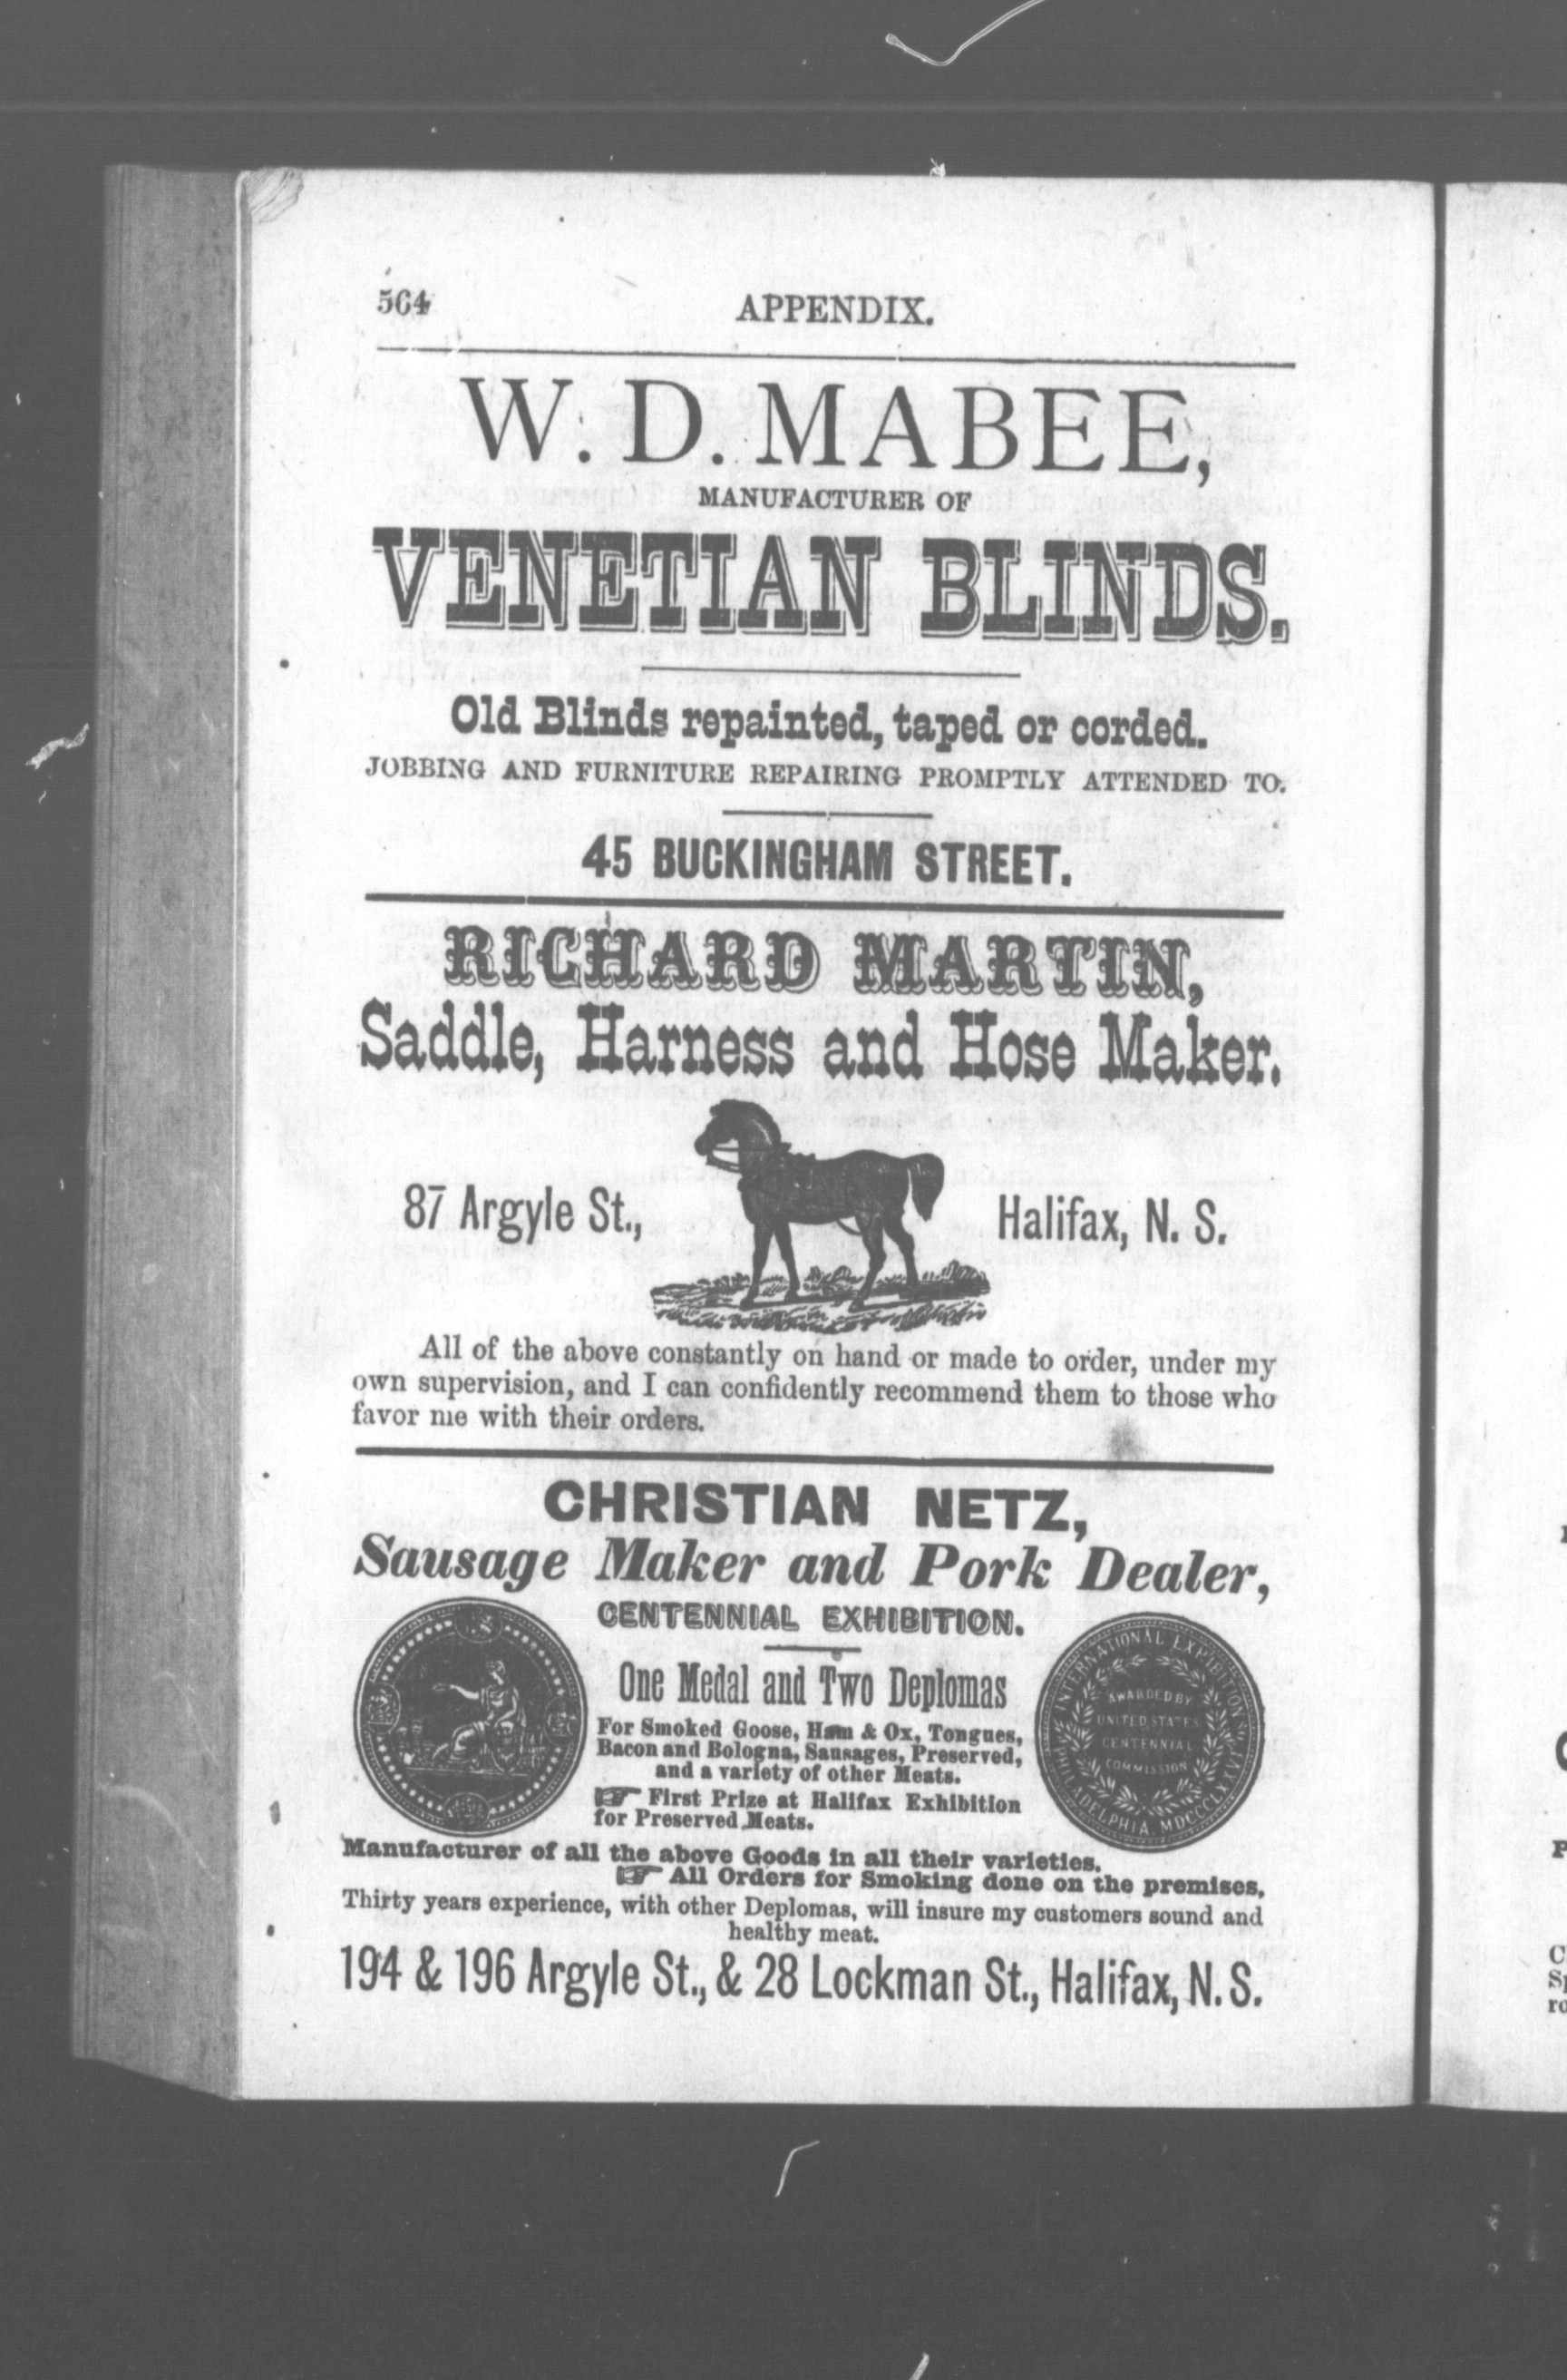 564
APPENDIX.
W. D. MABEE,
MANUFACTURER OF
VENETIAN BLINDS.
Old Blinds repainted, taped or corded.
JOBBING AND FURNITURE REPAIRING PROMPTLY ATTENDED TO.
45 BUCKINGHAM STREET.
RICHARD MARTIN,
Saddle, Harness and Hose Maker.
87 Argyle St., Halifax, N. S.
All of the above constantly on hand or made to order, under my
own supervision, and I can confidently recommend them to those who
favor me with their orders.
CHRISTIAN NETZ,
Sausage Maker and Pork Dealer,
CENTENNIAL EXHIBITION.
One Medal and Two Deplomas
For Smoked Goose, Ham & Ox, Tongues,
Bacon and Bologna, Sausages, Preserved,
and a variety of other Meats.
☞ First Prize at Halifax Exhibition
for Preserved Meats.
INTERNATIONAL EXHIBITION
PHILADELPHIA, MDCCCLXXVI
AWARDED BY
UNITED STATES
CENTENNIAL
COMMISSION
Manufacturer of all the above Goods in all their varieties.
☞ All Orders for Smoking done on the premises,
Thirty years experience, with other Deplomas, will insure my customers sound and
healthy meat.
194 & 196 Argyle St., & 28 Lockman St., Halifax, N. S.